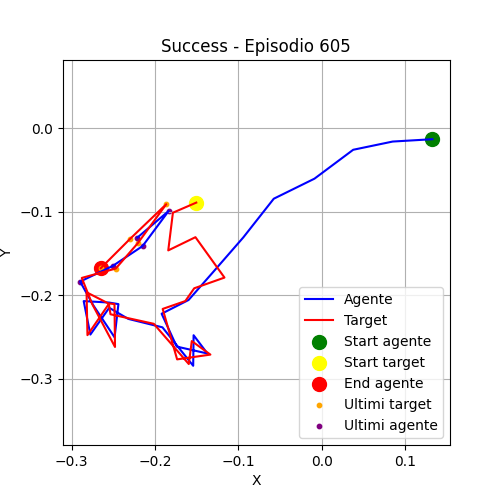 Success - Episodio 605
0.0
−0.1
−0.2
−0.3
Y
−0.3
−0.2
−0.1
0.0
0.1
X
Agente
Target
Start agente
Start target
End agente
Ultimi target
Ultimi agente